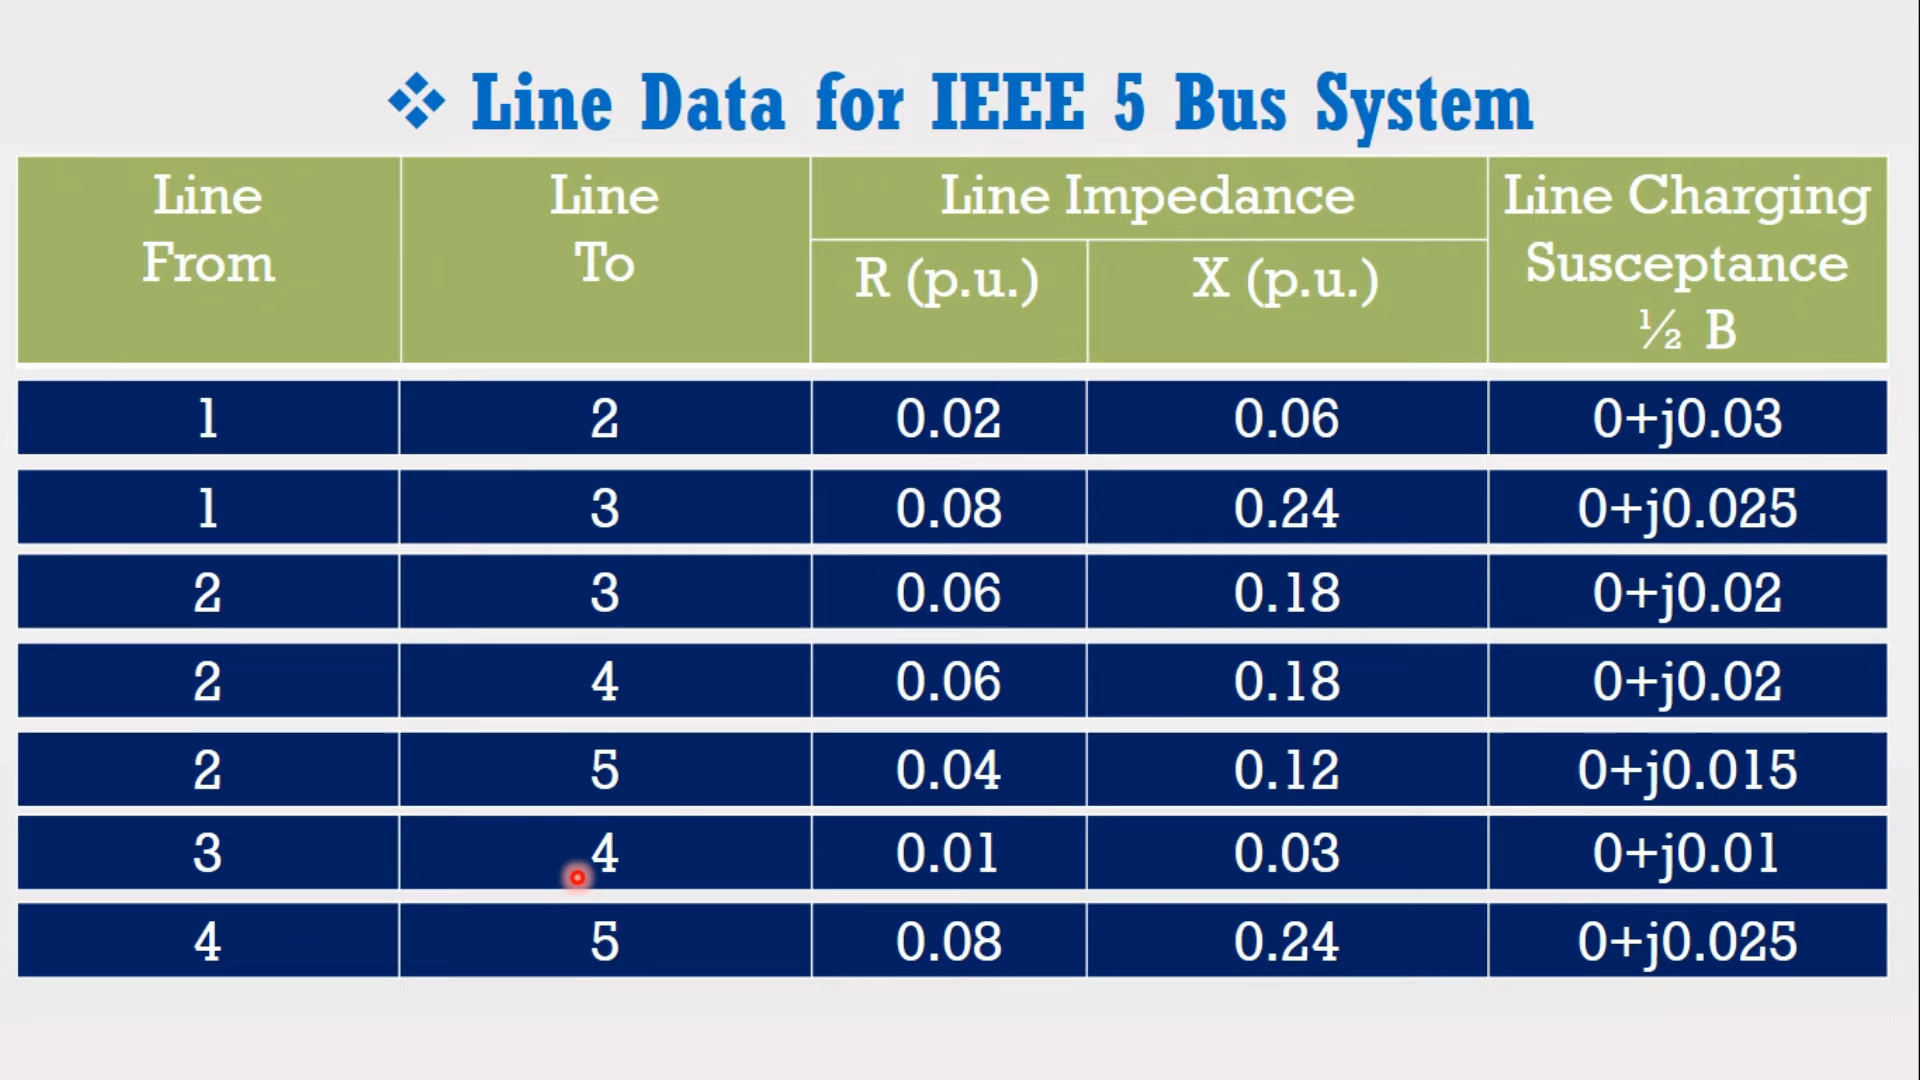 ❖ Line Data for IEEE 5 Bus System
Line From Line To Line Impedance Line Charging Susceptance ½ B
R (p.u.) X (p.u.)
1 2 0.02 0.06 0+j0.03
1 3 0.08 0.24 0+j0.025
2 3 0.06 0.18 0+j0.02
2 4 0.06 0.18 0+j0.02
2 5 0.04 0.12 0+j0.015
3 4 0.01 0.03 0+j0.01
4 5 0.08 0.24 0+j0.025